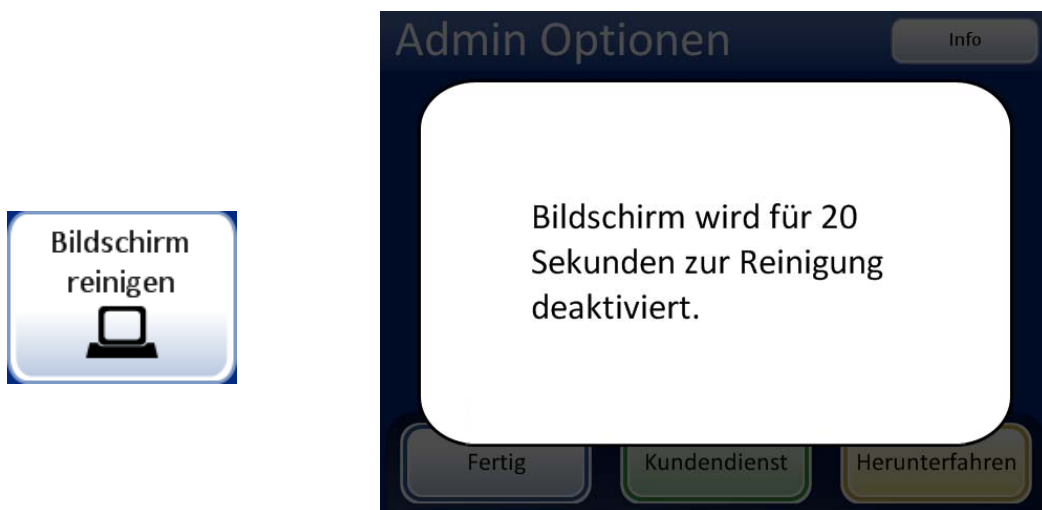 Bildschirm
reinigen
Admin Optionen
Info
Bildschirm wird für 20
Sekunden zur Reinigung
deaktiviert.
Fertig
Kundendienst
Herunterfahren